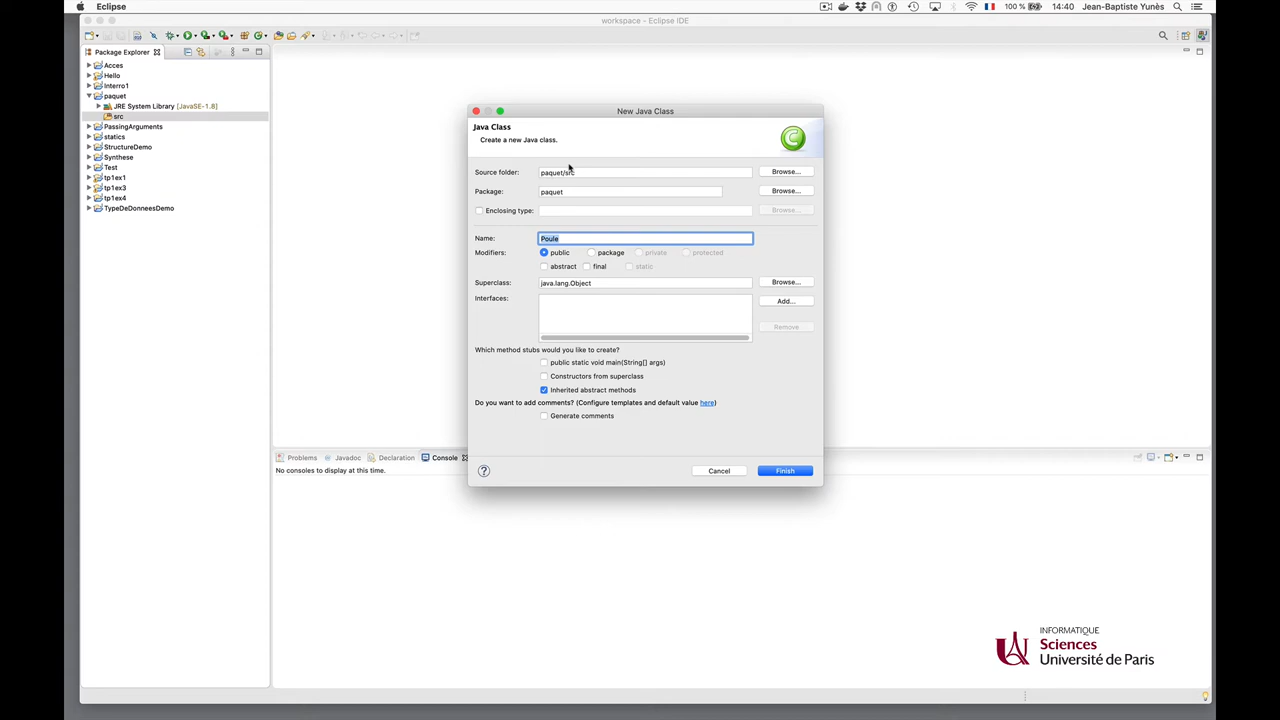 Eclipse
100 %
14:40
Jean-Baptiste Yunès
workspace - Eclipse IDE
Package Explorer
Acces
Hello
Interro1
paquet
JRE System Library [JavaSE-1.8]
src
PassingArguments
statics
StructureDemo
Synthese
Test
tp1ex1
tp1ex3
tp1ex4
TypeDeDonneesDemo
New Java Class
Java Class
Create a new Java class.
Source folder: paquet/src Browse...
Package: paquet Browse...
Enclosing type: Browse...
Name: Poule
Modifiers: public package private protected
abstract final static
Superclass: java.lang.Object Browse...
Interfaces: Add...
Remove
Which method stubs would you like to create?
public static void main(String[] args)
Constructors from superclass
Inherited abstract methods
Do you want to add comments? (Configure templates and default value here)
Generate comments
? Cancel Finish
Problems Javadoc Declaration Console
No consoles to display at this time.
INFORMATIQUE
Sciences
Université de Paris